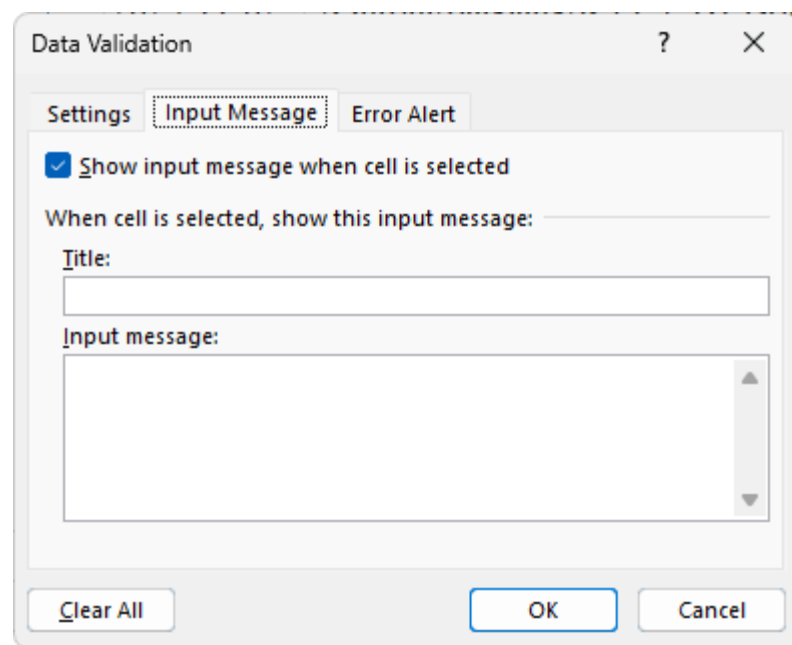 Data Validation ?
Settings Input Message Error Alert
Show input message when cell is selected
When cell is selected, show this input message:
Title:
Input message:
Clear All OK Cancel